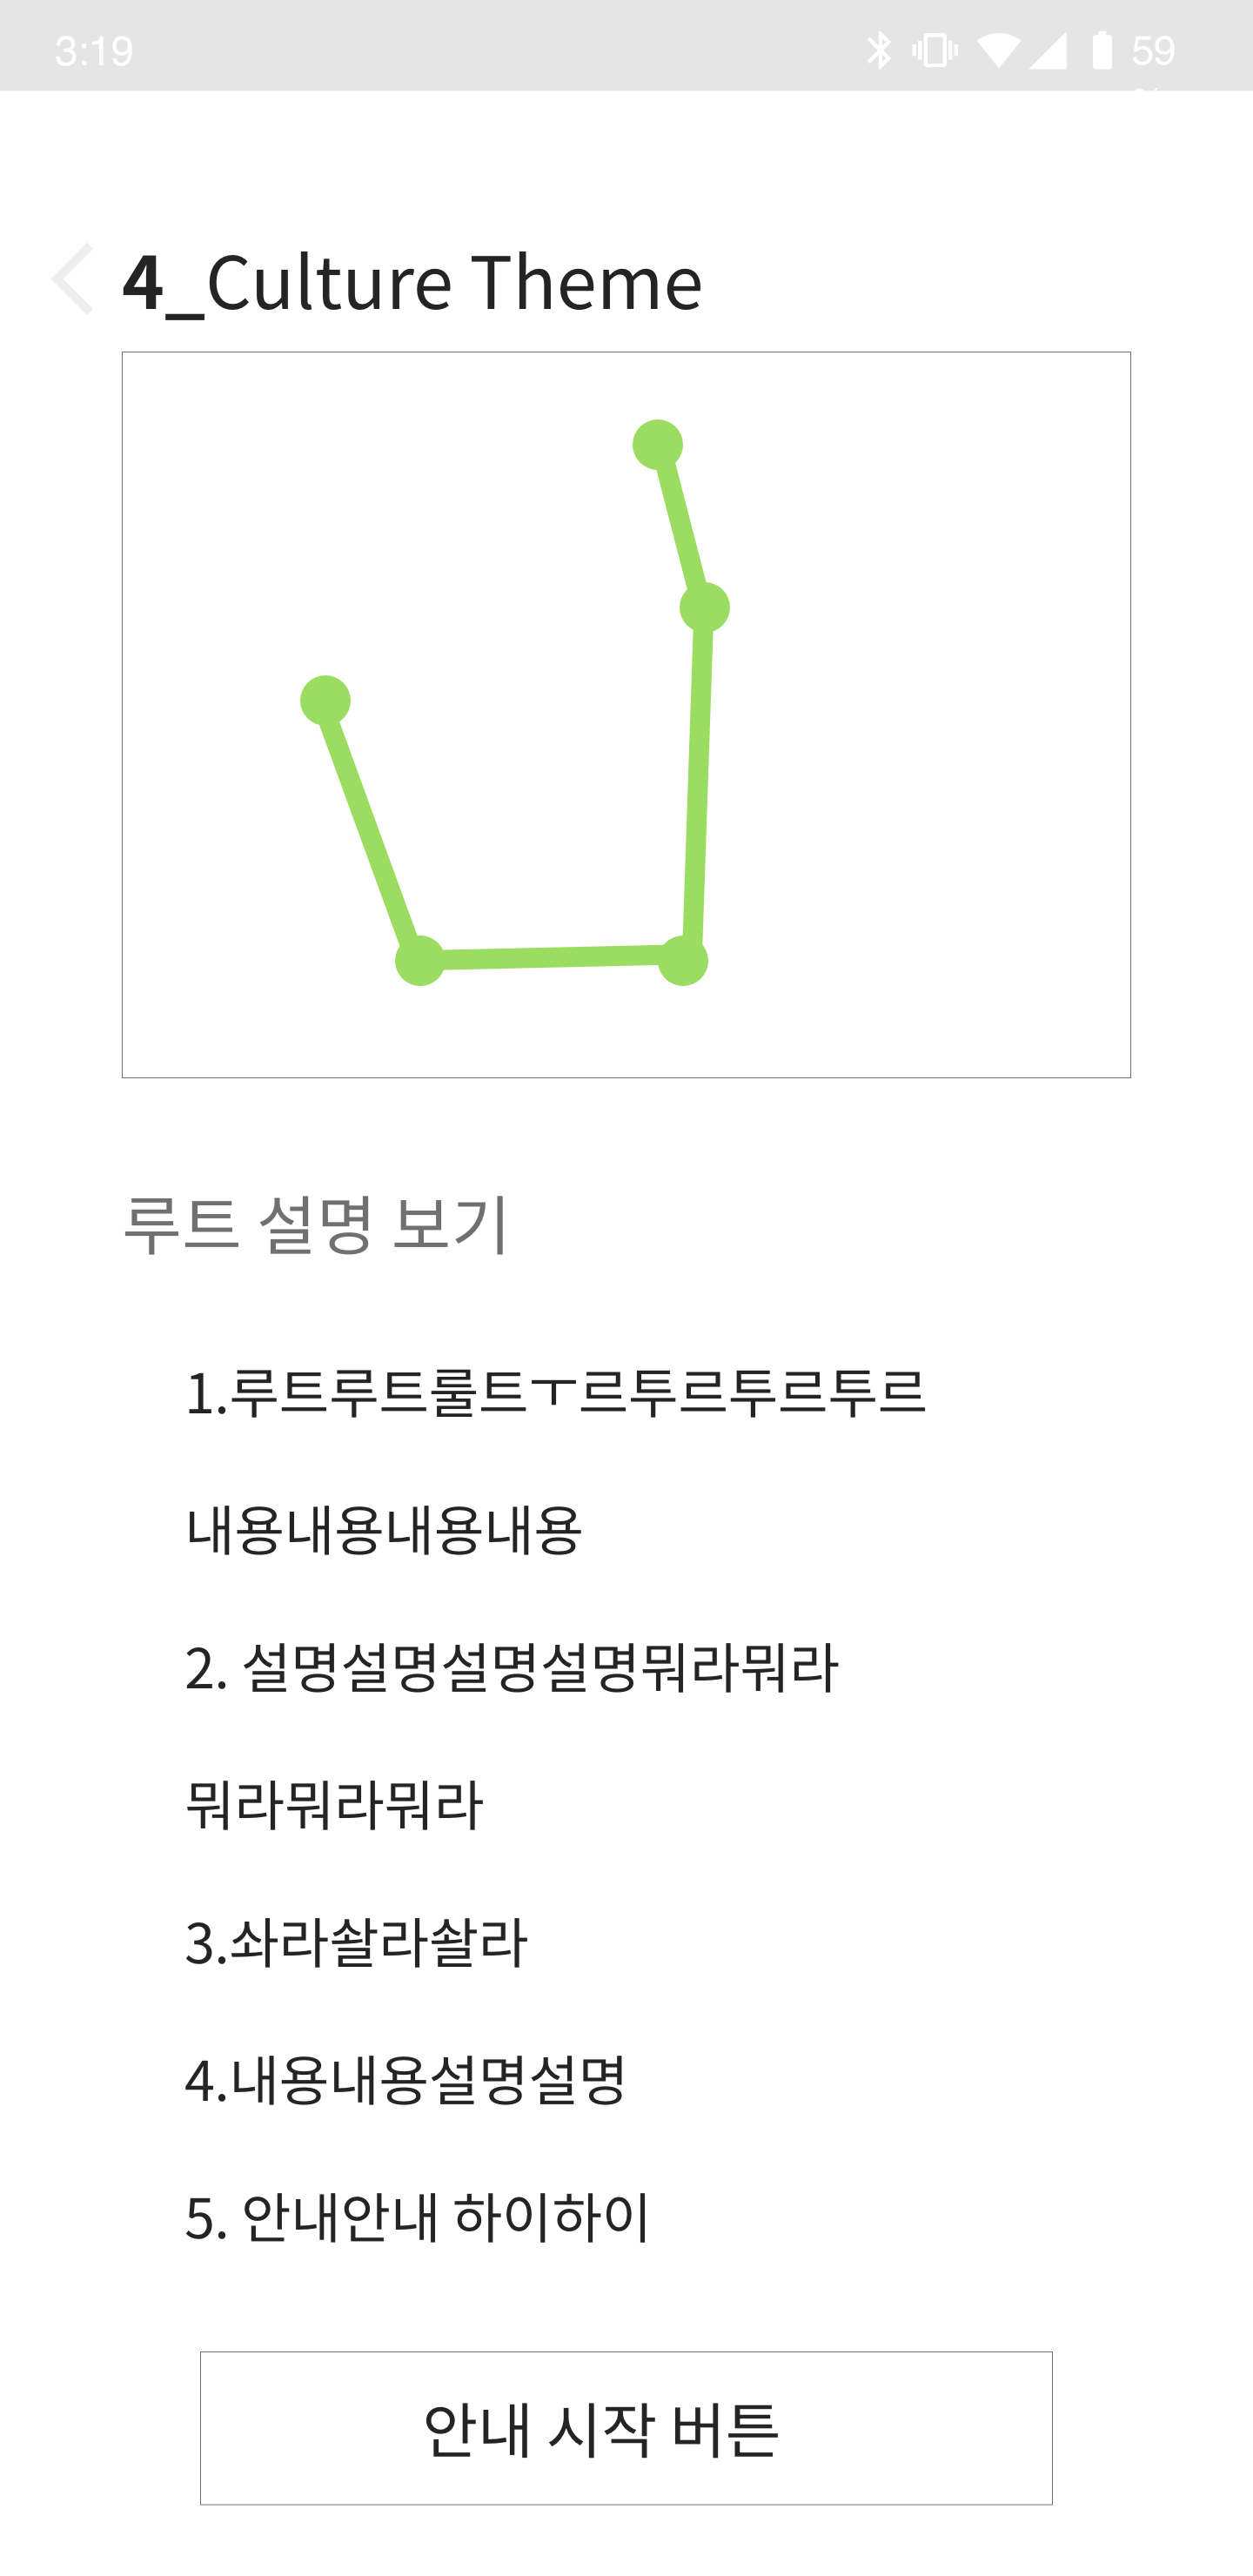 3:19
59
4_Culture Theme
루트 설명 보기
1.루트루트룰트ㅜ르투르투르투르
내용내용내용내용
2. 설명설명설명설명뭐라뭐라
뭐라뭐라뭐라
3.솨라솰라솰라
4.내용내용설명설명
5. 안내안내 하이하이
안내 시작 버튼